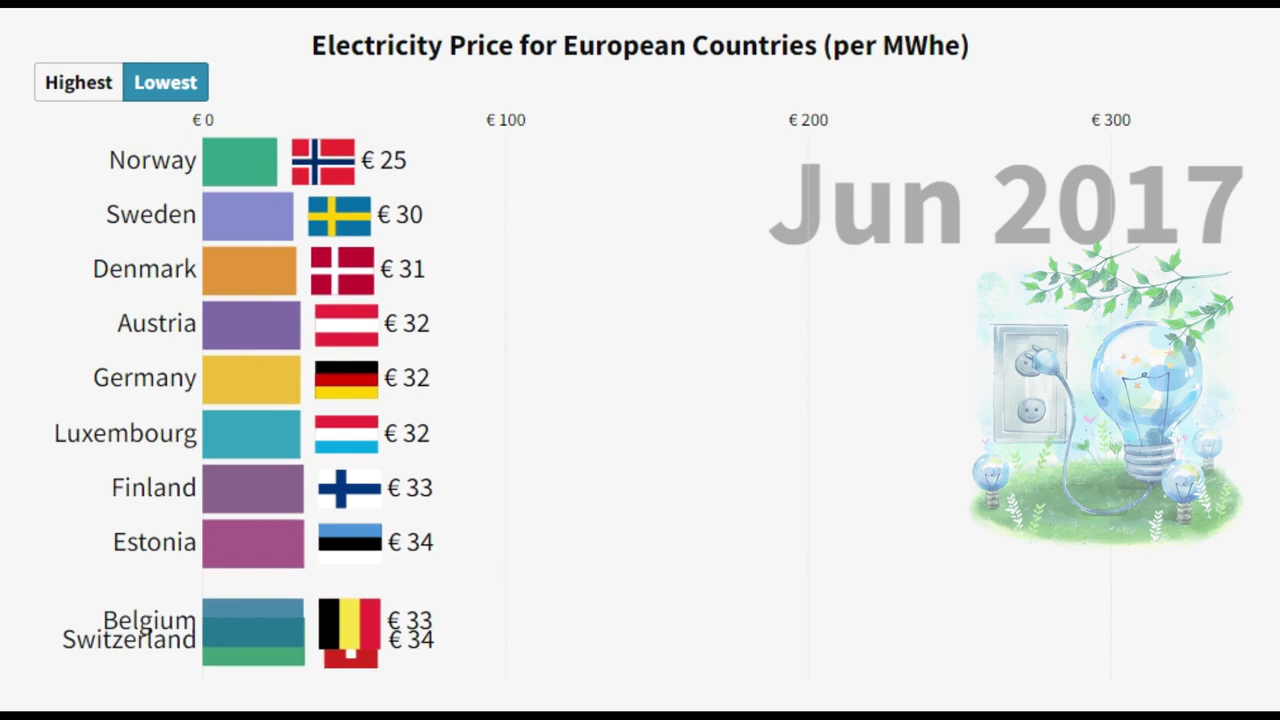 Electricity Price for European Countries (per MWhe)
Highest Lowest
€ 0 € 100 € 200 € 300
Jun 2017
Norway € 25
Sweden € 30
Denmark € 31
Austria € 32
Germany € 32
Luxembourg € 32
Finland € 33
Estonia € 34
Belgium € 33
Switzerland € 34